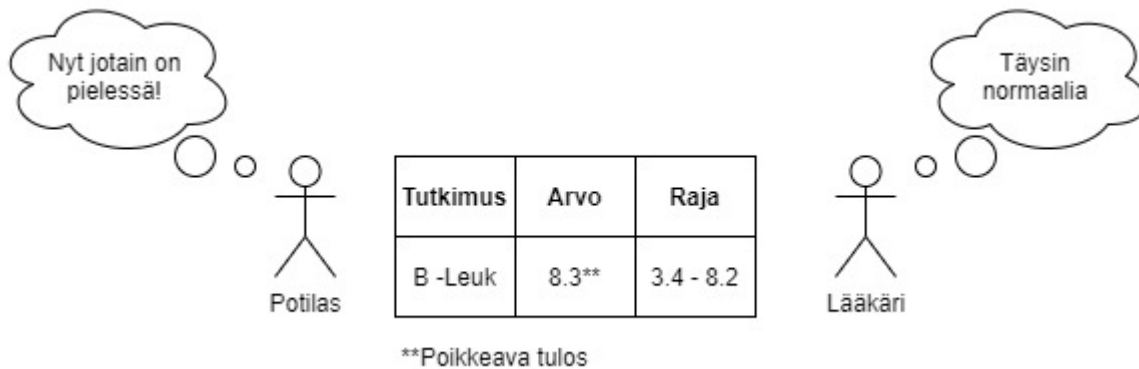 Nyt jotain on
pielessä!
Täysin
normaalia
Tutkimus Arvo Raja
B -Leuk 8.3** 3.4 - 8.2
Potilas
Lääkäri
**Poikkeava tulos